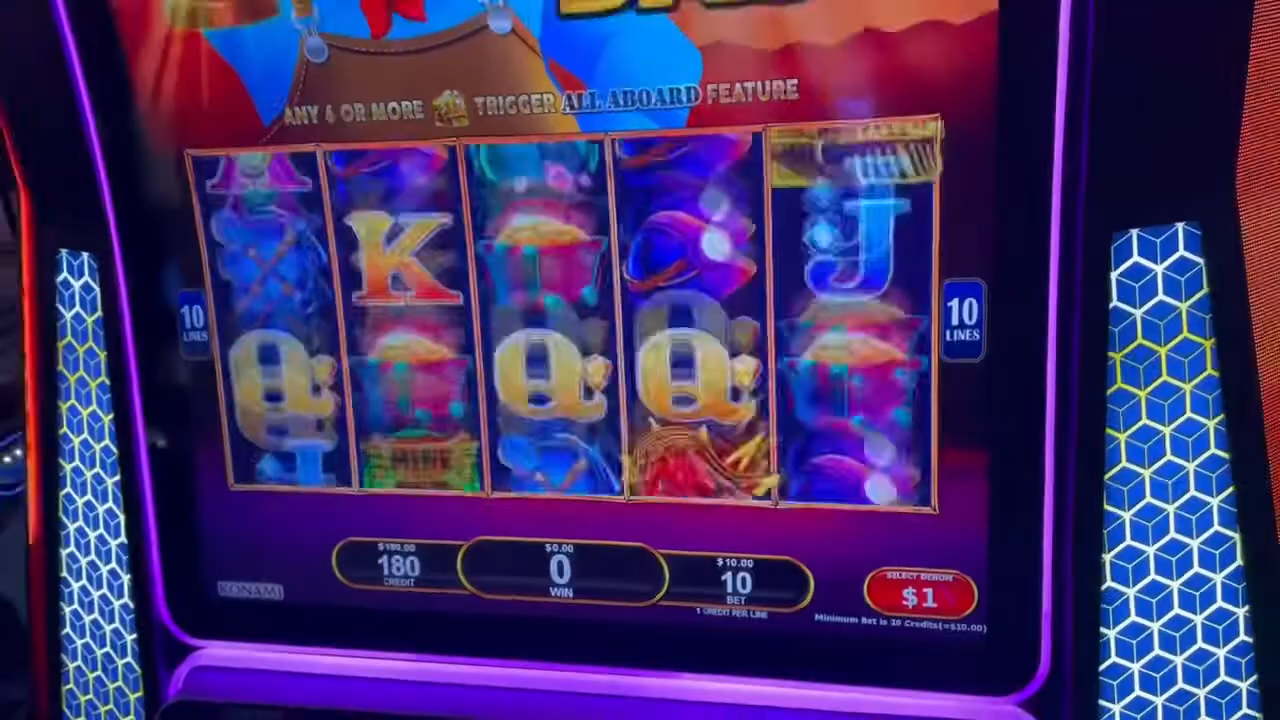 ANY 6 OR MORE TRIGGER ALL ABOARD FEATURE
K
J
10
LINES
10
LINES
Q
Q
Q
J
MINE
$180.00
180
CREDIT
$0.00
0
WIN
$10.00
10
BET
1 CREDIT PER LINE
SELECT DENOM
$1
Minimum Bet is 10 Credits(=$10.00)
KONAMI